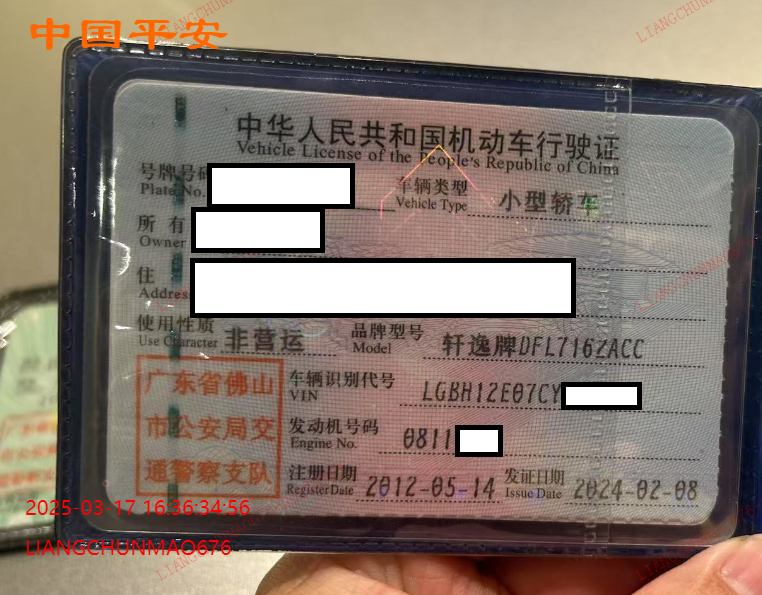 中国平安
中华人民共和国机动车行驶证
Vehicle License of the People's Republic of China
号牌号码
Plate No.
车辆类型 小型轿车
Vehicle Type
所有
Owner
住
Address
使用性质 非营运
Use Character
品牌型号 轩逸牌DFL7162ACC
Model
广东省佛山
市公安局交
通警察支队
车辆识别代号 LGBH12E07CY
VIN
发动机号码 0811
Engine No.
注册日期 2012-05-14
Register Date
发证日期 2024-02-08
Issue Date
2025-03-17 16:36:34:56
LIANGCHUNMAO676